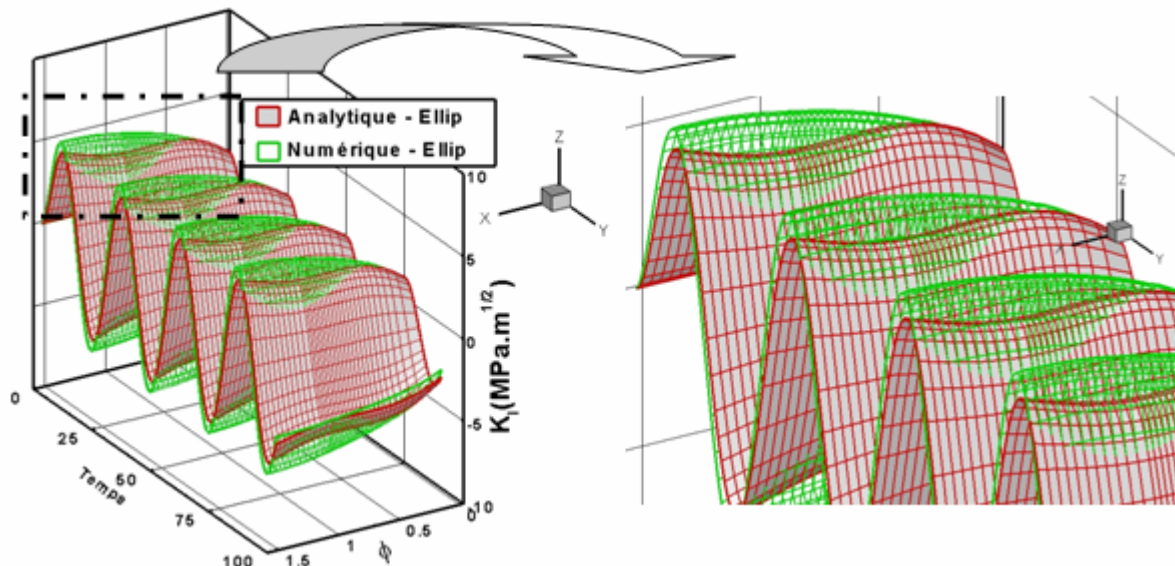 Analytique - Ellip
Numérique - Ellip
10
5
0
-5
-10
K_I(MPa.m^1/2)
Z
X
Y
0
25
50
75
100
Temps
1.5
1
0.5
0
ϕ
Z
X
Y